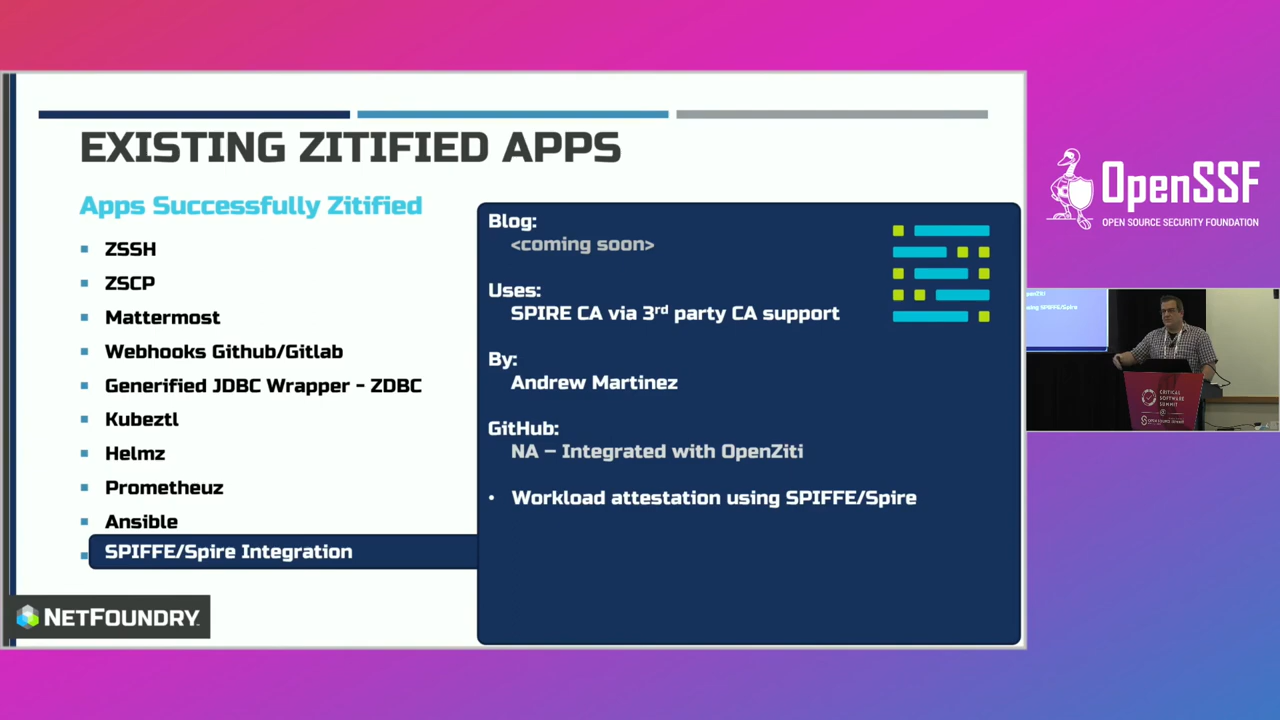 EXISTING ZITIFIED APPS
Apps Successfully Zitified
ZSSH
ZSCP
Mattermost
Webhooks Github/Gitlab
Generified JDBC Wrapper - ZDBC
Kubeztl
Helmz
Prometheuz
Ansible
SPIFFE/Spire Integration
NETFOUNDRY
Blog:
<coming soon>
Uses:
SPIRE CA via 3rd party CA support
By:
Andrew Martinez
GitHub:
NA – Integrated with OpenZiti
• Workload attestation using SPIFFE/Spire
OpenSSF
OPEN SOURCE SECURITY FOUNDATION
CRITICAL
SOFTWARE
SUMMIT